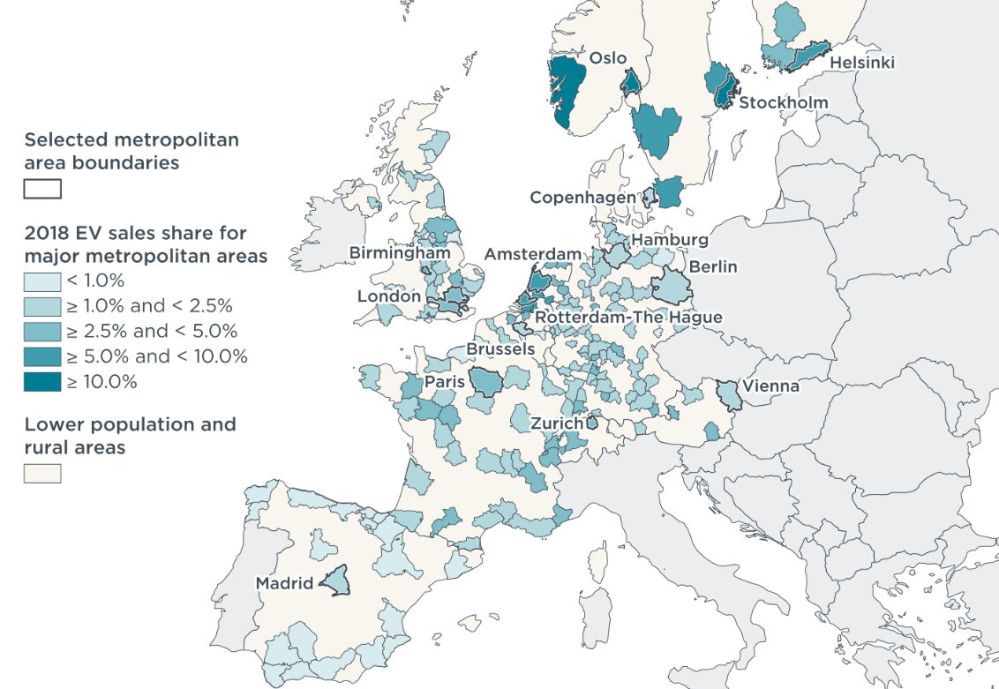 Oslo
Helsinki
Stockholm
Selected metropolitan
area boundaries
Copenhagen
2018 EV sales share for
major metropolitan areas
< 1.0%
≥ 1.0% and < 2.5%
≥ 2.5% and < 5.0%
≥ 5.0% and < 10.0%
≥ 10.0%
Hamburg
Birmingham
Amsterdam
Berlin
London
Rotterdam-The Hague
Brussels
Paris
Vienna
Zurich
Lower population and
rural areas
Madrid